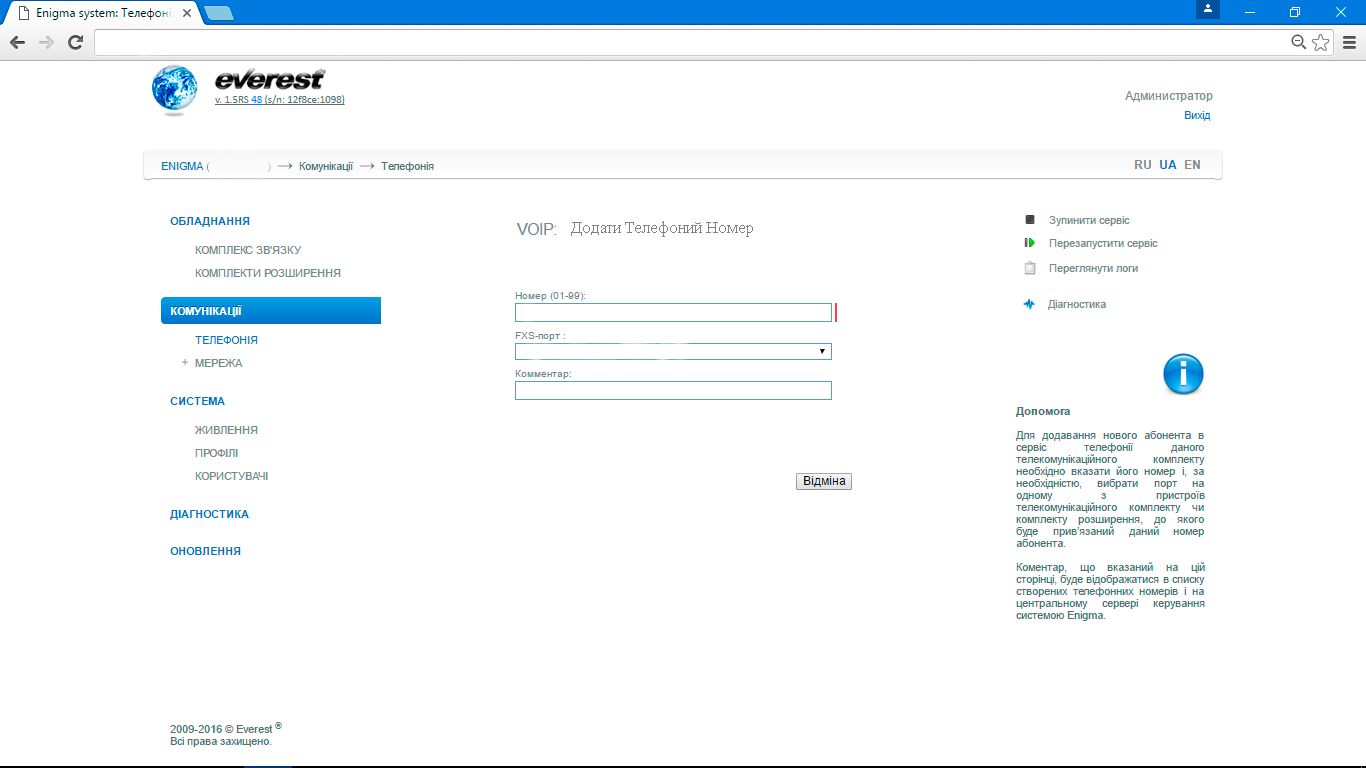 Enigma system: Телефоні
everest
v. 1.5RS 48 (s/n: 12f8ce:1098)
Администратор
Вихід
ENIGMA ( ) → Комунікації → Телефонія
RU UA EN
ОБЛАДНАННЯ
КОМПЛЕКС ЗВ'ЯЗКУ
КОМПЛЕКТИ РОЗШИРЕННЯ
КОМУНІКАЦІЇ
ТЕЛЕФОНІЯ
+ МЕРЕЖА
СИСТЕМА
ЖИВЛЕННЯ
ПРОФІЛІ
КОРИСТУВАЧІ
ДІАГНОСТИКА
ОНОВЛЕННЯ
VOIP: Додати Телефоний Номер
Номер (01-99):
FXS-порт :
Комментар:
Відміна
Зупинити сервіс
Перезапустити сервіс
Переглянути логи
Діагностика
i
Допомога
Для додавання нового абонента в
сервіс телефонії даного
телекомунікаційного комплекту
необхідно вказати його номер і, за
необхідністю, вибрати порт на
одному з пристроїв
телекомунікаційного комплекту чи
комплекту розширення, до якого
буде прив'язаний даний номер
абонента.
Коментар, що вказаний на цій
сторінці, буде відображатися в списку
створених телефонних номерів і на
центральному сервері керування
системою Enigma.
2009-2016 © Everest ®
Всі права захищено.